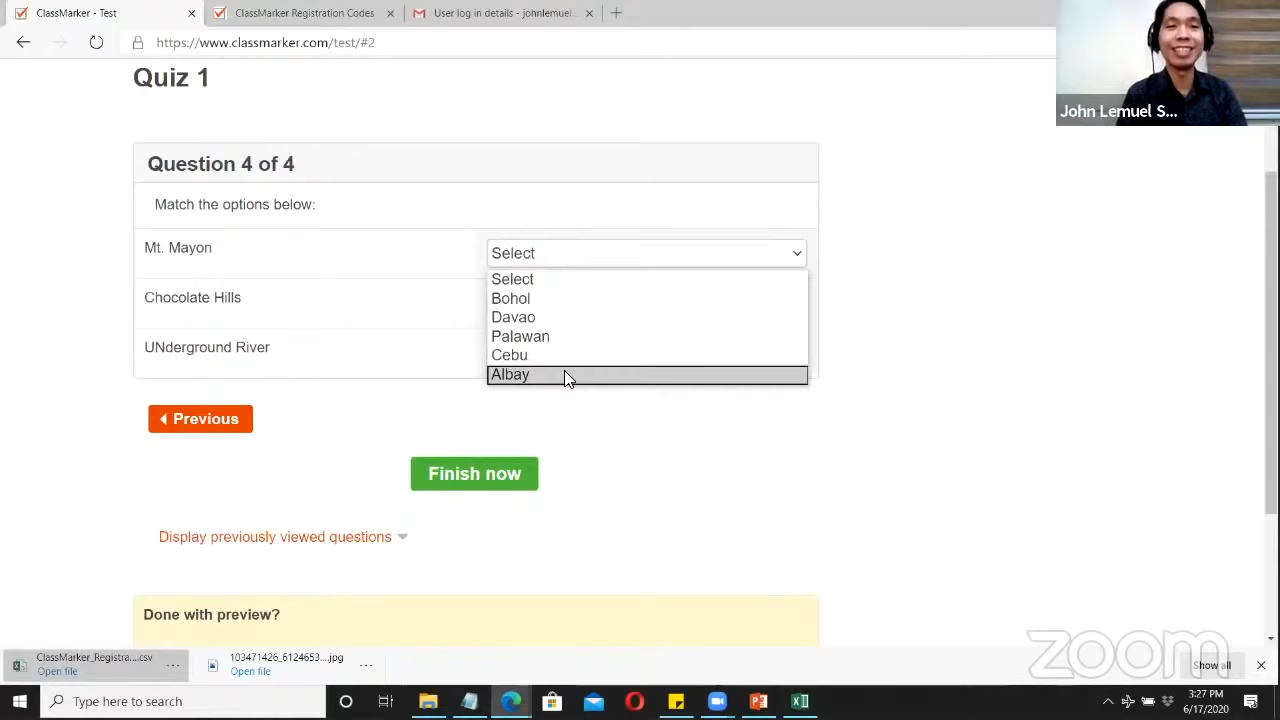 ClassMarker - Test
ClassMarker Registration Codes
User log in details - johnlemuel
https://www.classmarker.com/test/#2
John Lemuel S...
Quiz 1
Question 4 of 4
Match the options below:
Mt. Mayon
Select
Select
Bohol
Chocolate Hills
Davao
Palawan
UNderground River
Cebu
Albay
Previous
Finish now
Display previously viewed questions
Done with preview?
zoom
ClassMarker_Registra....csv
Open file
103471426_6124653....jpg
Open file
Show all
Type here to search
3:27 PM
6/17/2020